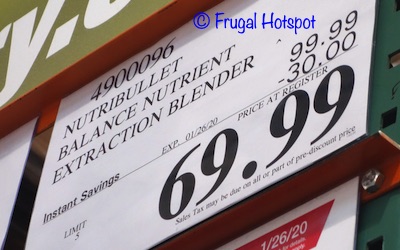 © Frugal Hotspot
y.c
4900096
NUTRIBULLET 99.99
BALANCE NUTRIENT -30.00
EXTRACTION BLENDER
PRICE AT REGISTER
Instant Savings EXP. 01/26/20 69.99
LIMIT
5
Sales Tax may be due on all or part of pre-discount price
1/26/20